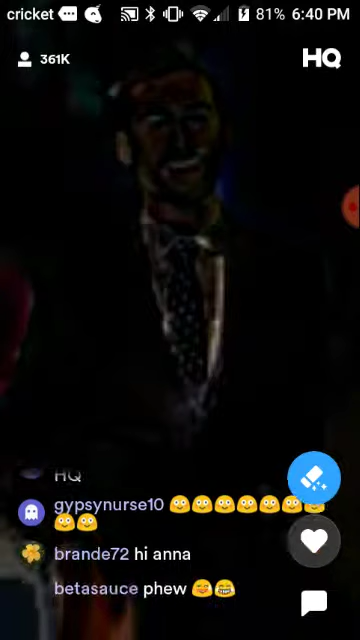 cricket 81% 6:40 PM
361K HQ
HQ
gypsynurse10
brande72 hi anna
betasauce phew